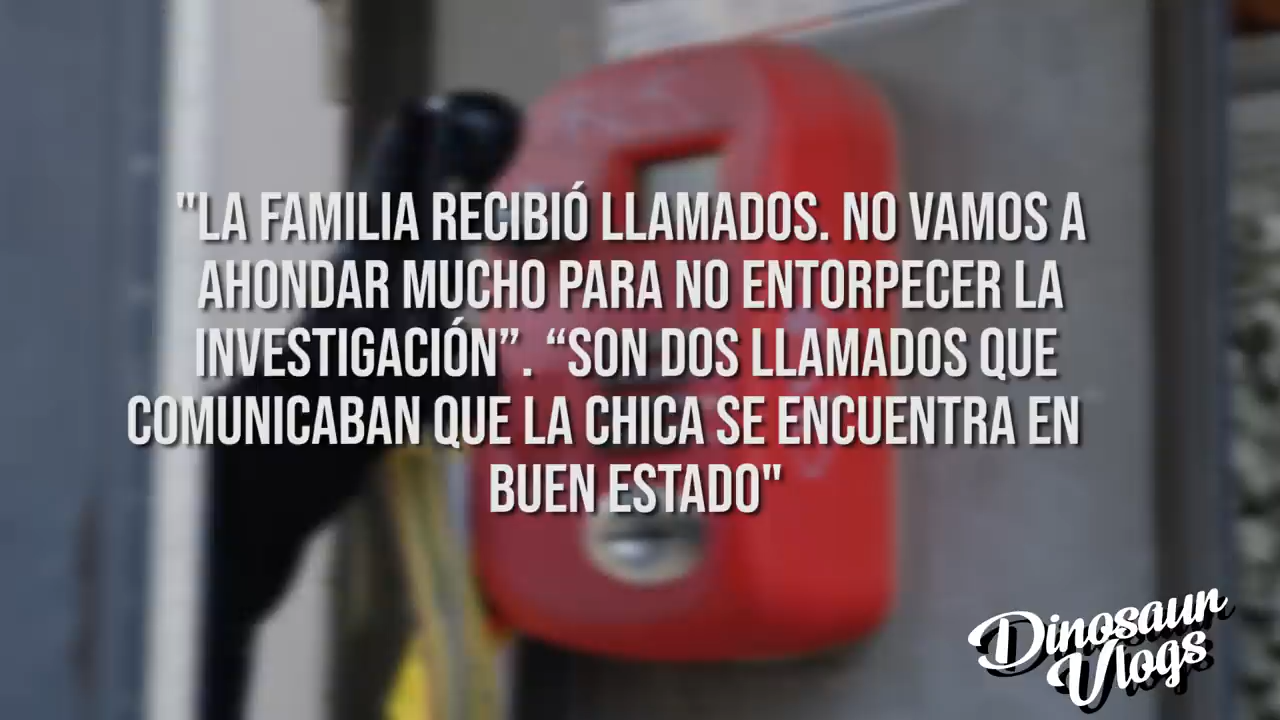 "LA FAMILIA RECIBIÓ LLAMADOS. NO VAMOS A
AHONDAR MUCHO PARA NO ENTORPECER LA
INVESTIGACIÓN”. “SON DOS LLAMADOS QUE
COMUNICABAN QUE LA CHICA SE ENCUENTRA EN
BUEN ESTADO"
Dinosaur
Vlogs